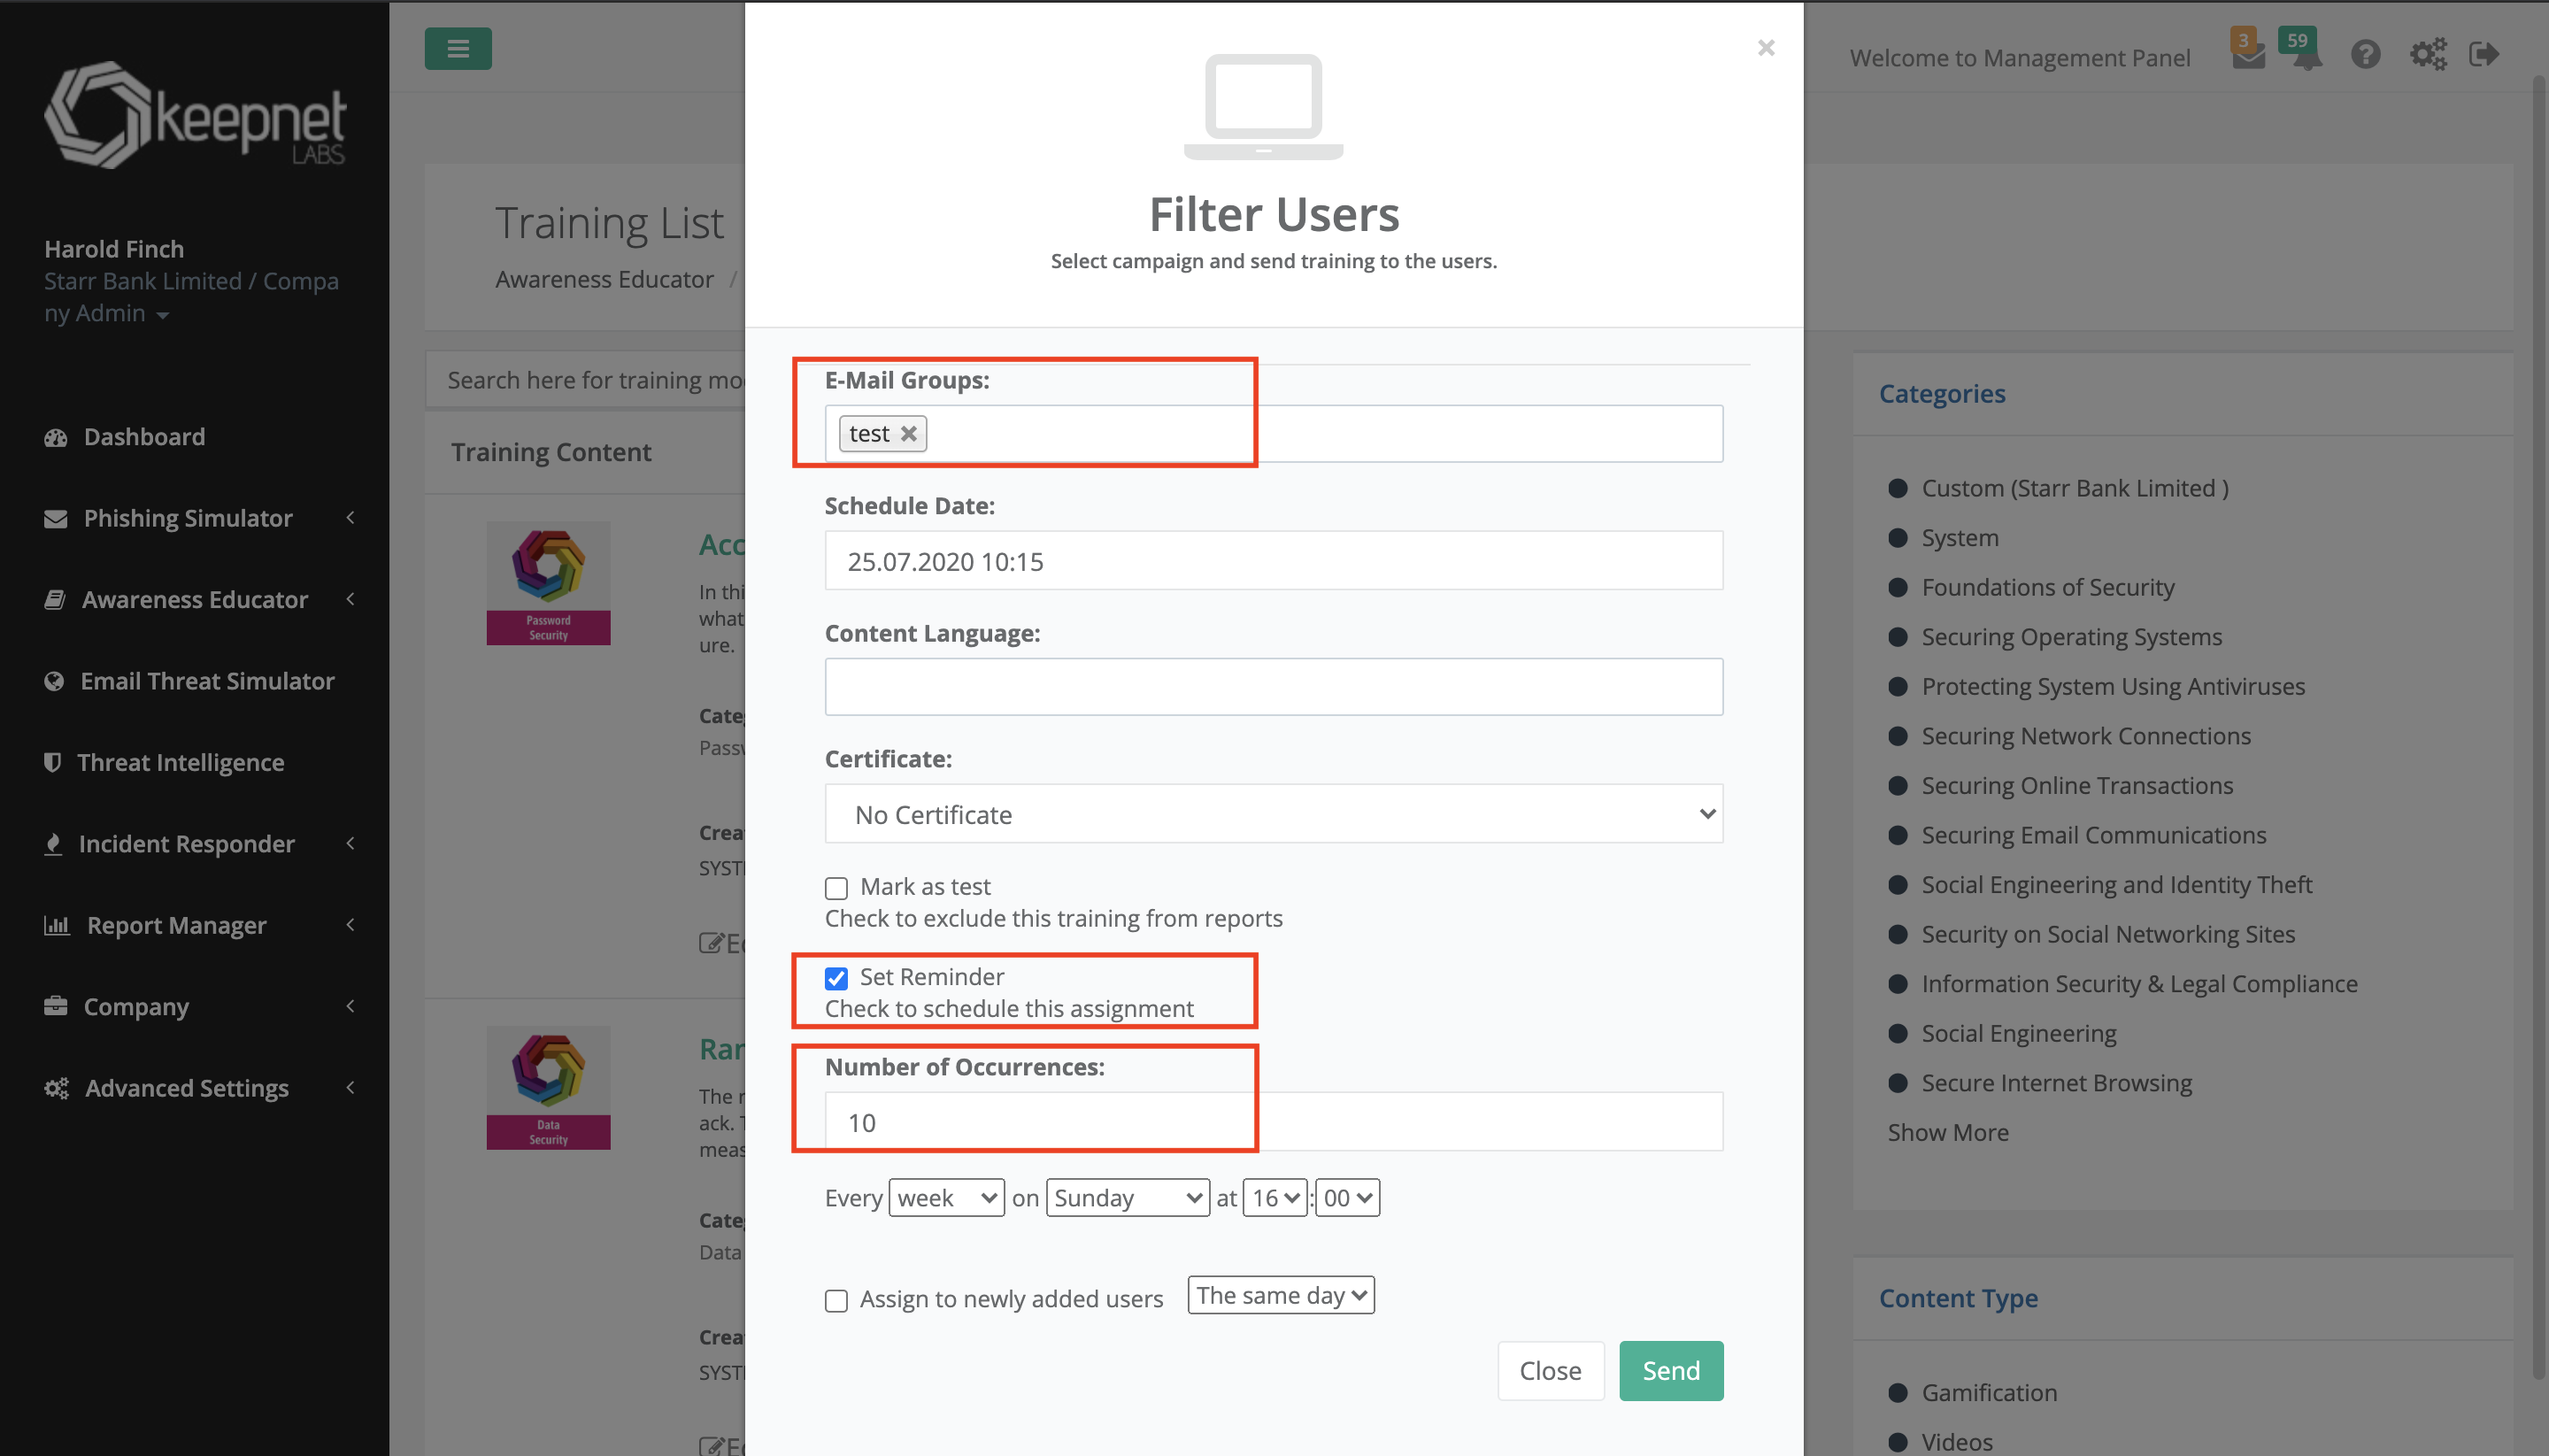 keepnet
LABS
Harold Finch
Starr Bank Limited / Compa
ny Admin
Dashboard
Phishing Simulator
Awareness Educator
Email Threat Simulator
Threat Intelligence
Incident Responder
Report Manager
Company
Advanced Settings
Welcome to Management Panel
3
59
Training List
Awareness Educator /
Search here for training mo
Training Content
Password
Security
Acc
In thi
what
ure.
Cate
Passw
Crea
SYST
Data
Security
Ran
The r
ack. T
meas
Cate
Data
Crea
SYST
Filter Users
Select campaign and send training to the users.
E-Mail Groups:
test
Schedule Date:
25.07.2020 10:15
Content Language:
Certificate:
No Certificate
Mark as test
Check to exclude this training from reports
Set Reminder
Check to schedule this assignment
Number of Occurrences:
10
Every week on Sunday at 16 : 00
Assign to newly added users The same day
Close Send
Categories
Custom (Starr Bank Limited )
System
Foundations of Security
Securing Operating Systems
Protecting System Using Antiviruses
Securing Network Connections
Securing Online Transactions
Securing Email Communications
Social Engineering and Identity Theft
Security on Social Networking Sites
Information Security & Legal Compliance
Social Engineering
Secure Internet Browsing
Show More
Content Type
Gamification
Videos